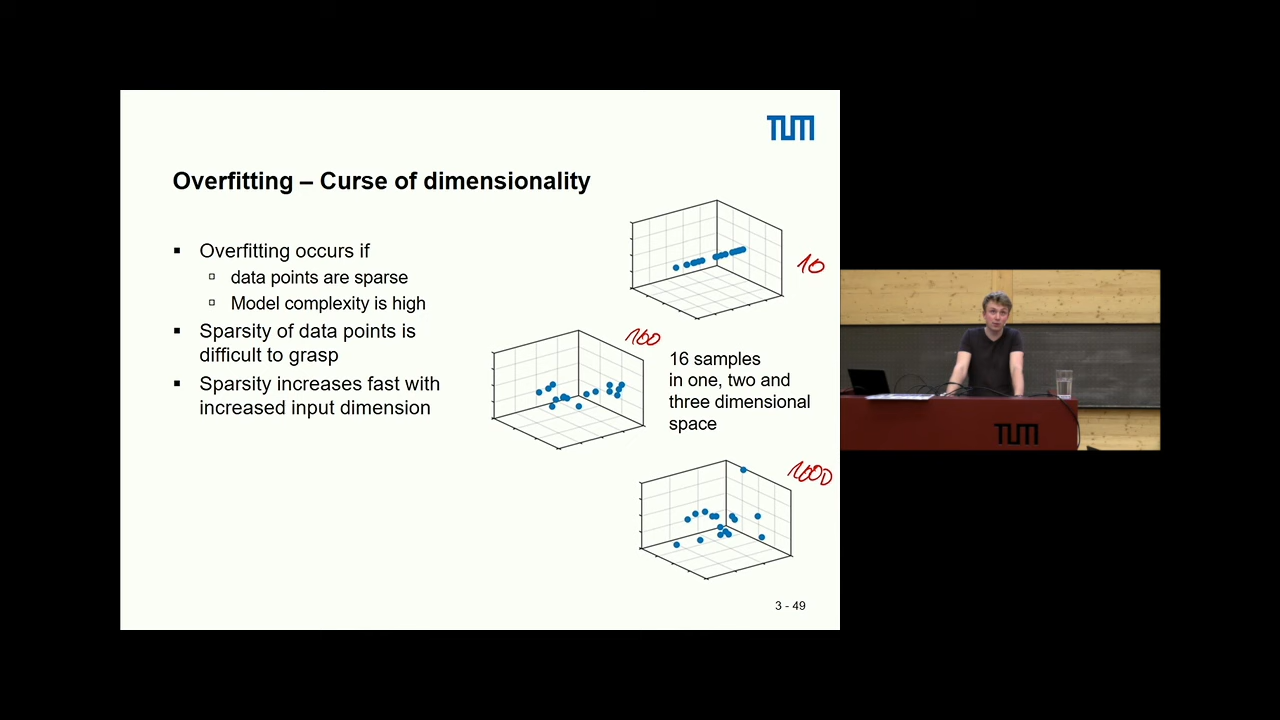 TUM
Overfitting – Curse of dimensionality
▪ Overfitting occurs if
▫ data points are sparse
▫ Model complexity is high
▪ Sparsity of data points is
difficult to grasp
▪ Sparsity increases fast with
increased input dimension
10
100
16 samples
in one, two and
three dimensional
space
1000
3 - 49
TUM